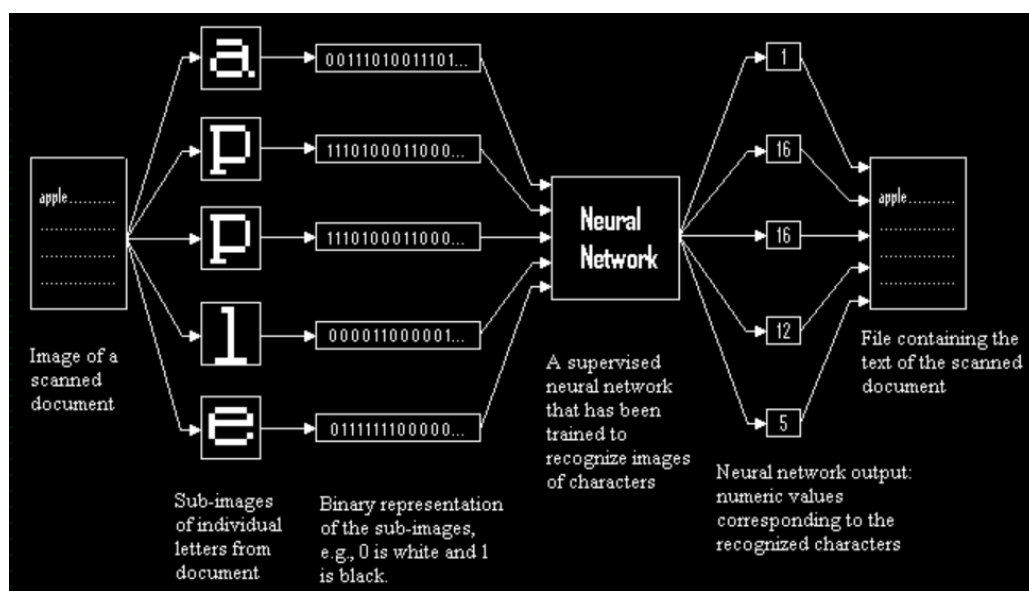 apple..........
................
................
................
Image of a
scanned
document
a
p
p
l
e
Sub-images
of individual
letters from
document
00111010011101...
1110100011000...
1110100011000...
000011000001...
0111111100000...
Binary representation
of the sub-images,
e.g., 0 is white and 1
is black.
Neural
Network
A supervised
neural network
that has been
trained to
recognize images
of characters
1
16
16
12
5
Neural network output:
numeric values
corresponding to the
recognized characters
apple..........
................
................
................
File containing the
text of the scanned
document